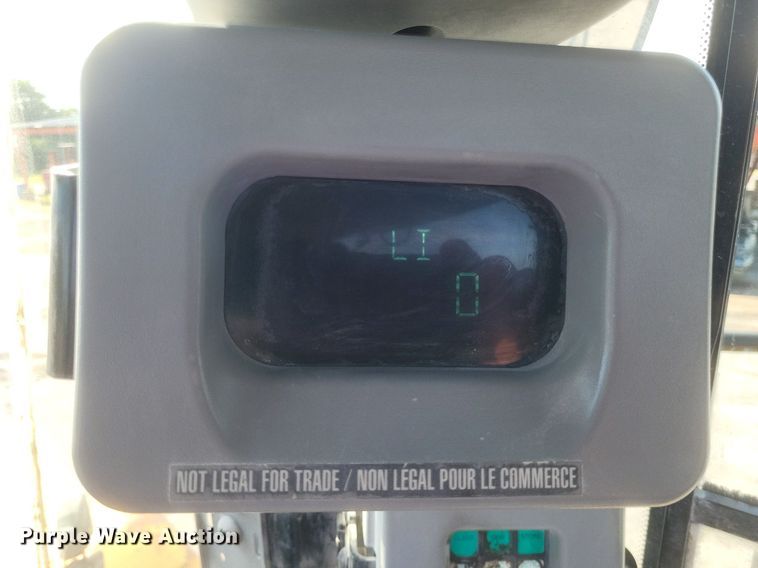 LI
0
NOT LEGAL FOR TRADE / NON LÉGAL POUR LE COMMERCE
Purple Wave Auction